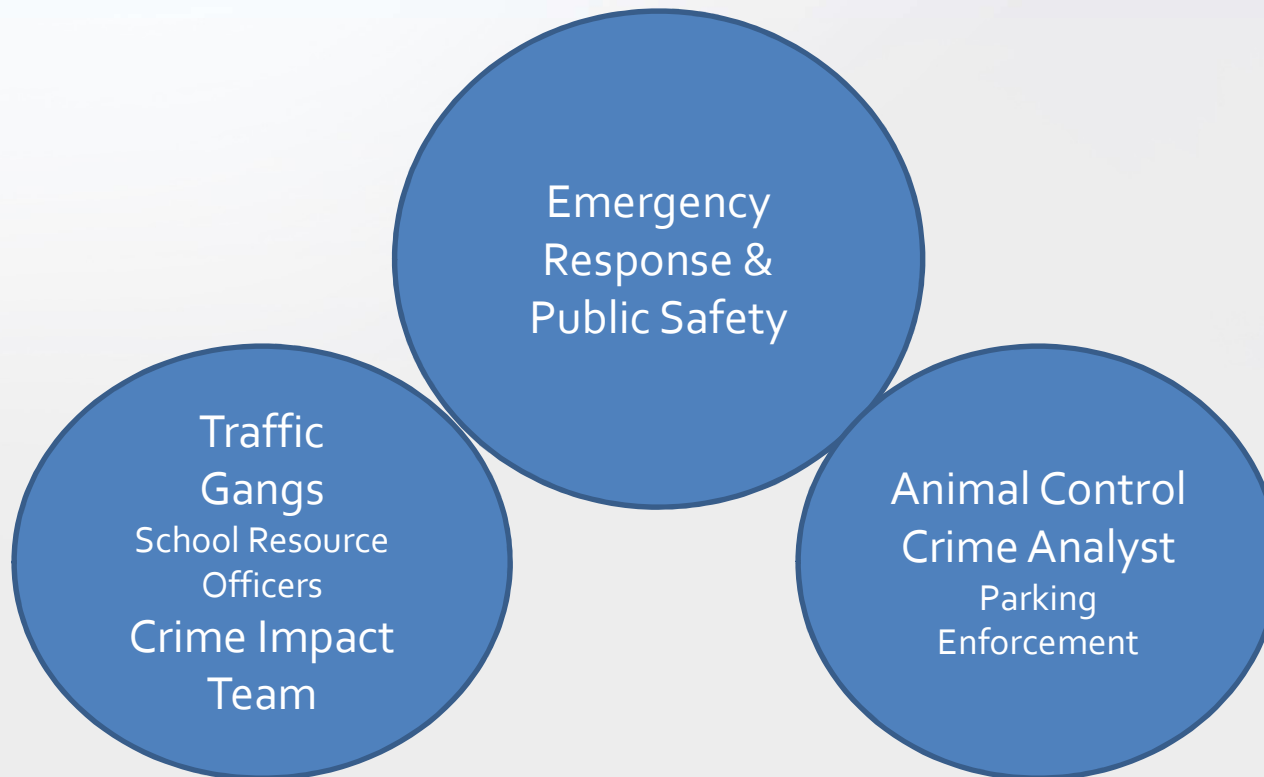 Emergency
Response &
Public Safety
Traffic
Gangs
School Resource
Officers
Crime Impact
Team
Animal Control
Crime Analyst
Parking
Enforcement